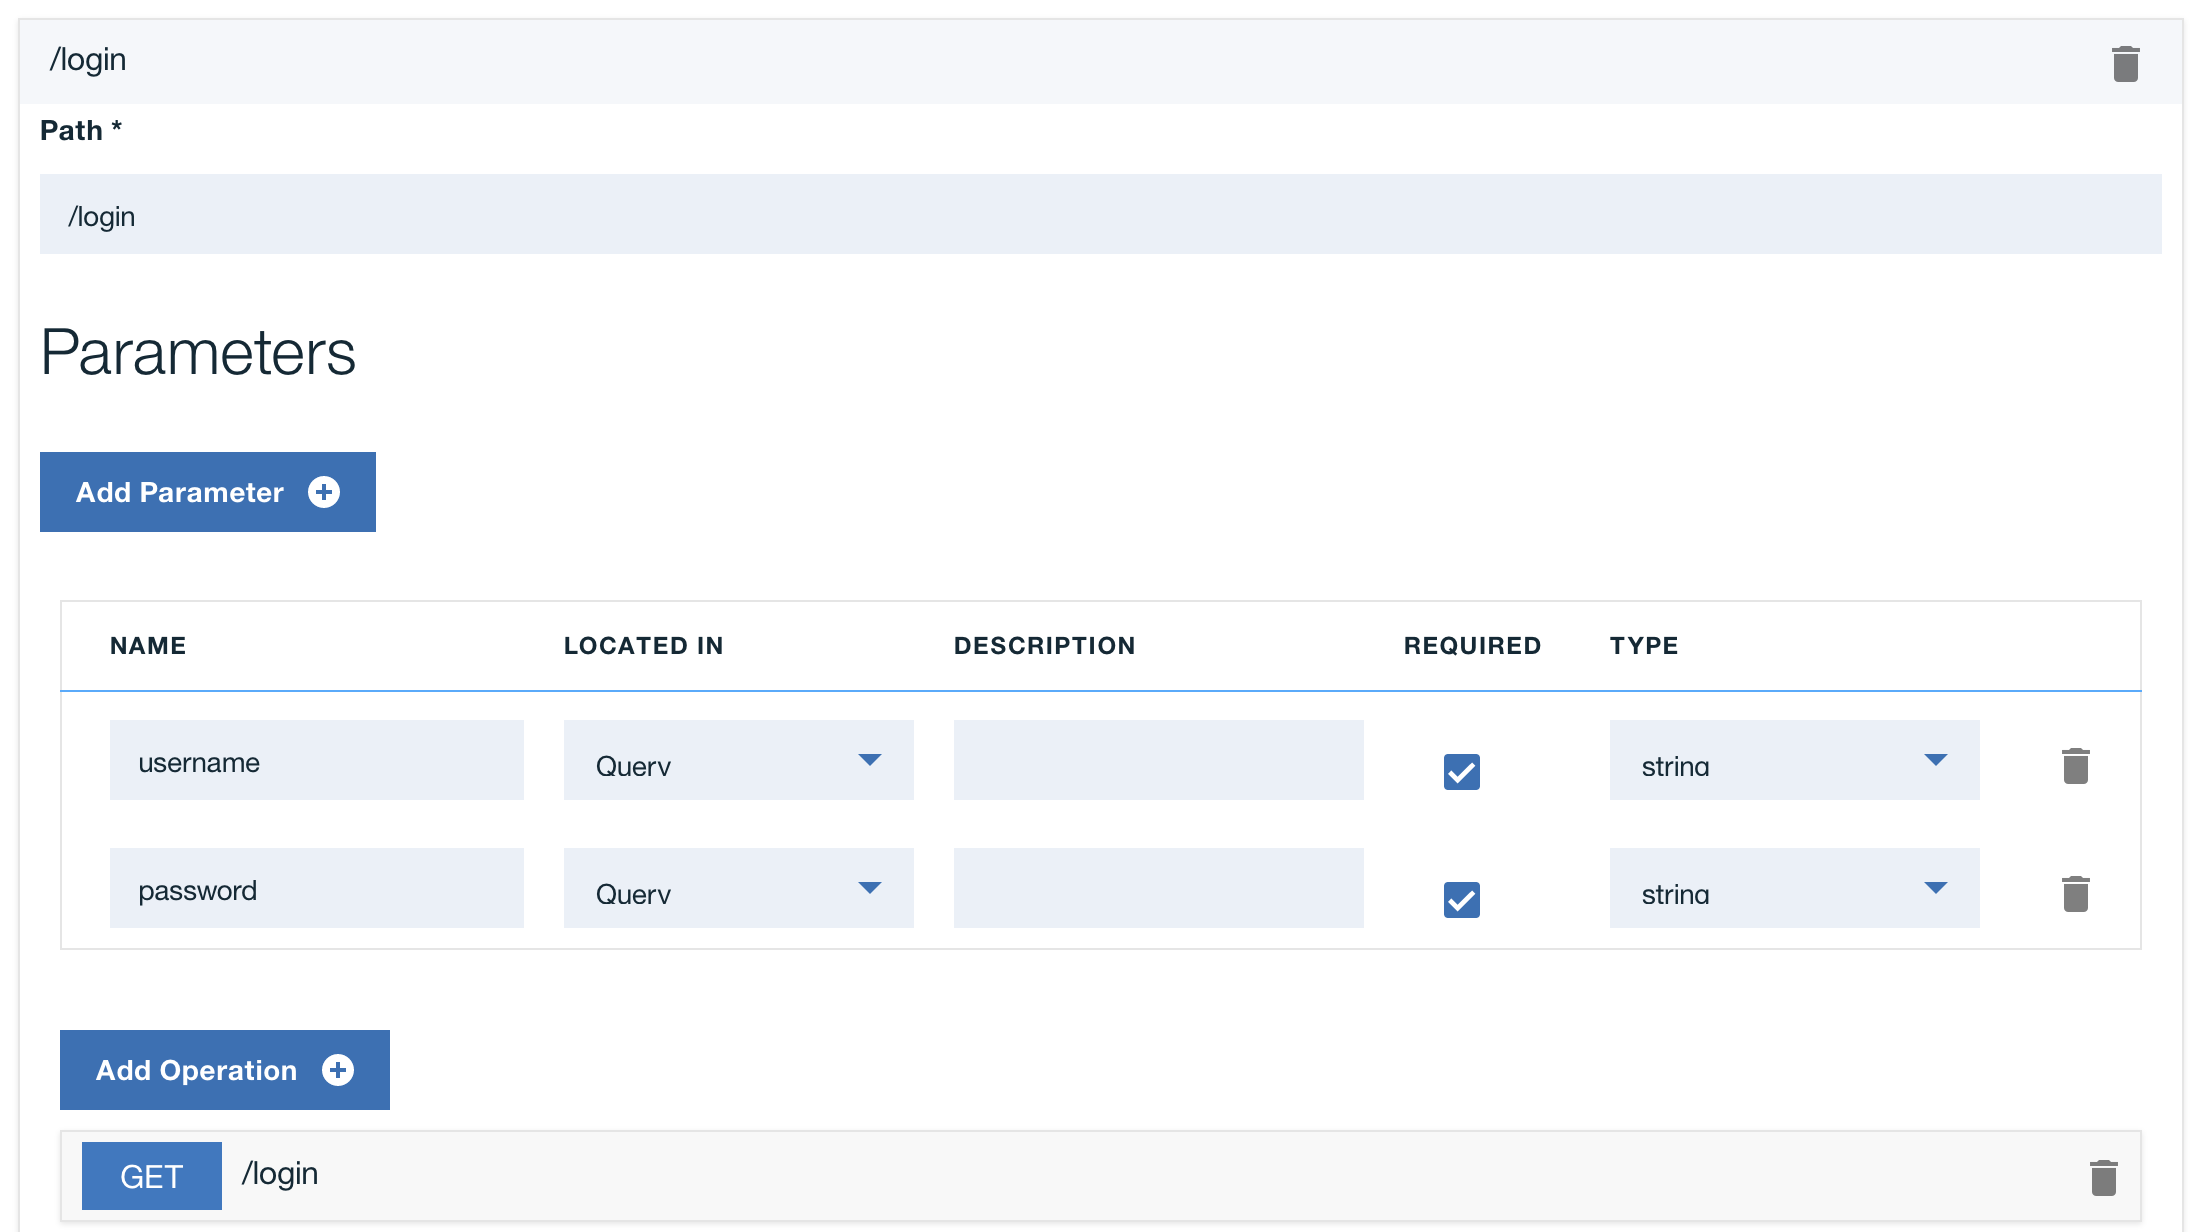 /login
Path *
/login
Parameters
Add Parameter
NAME LOCATED IN DESCRIPTION REQUIRED TYPE
username Query string
password Query string
Add Operation
GET /login